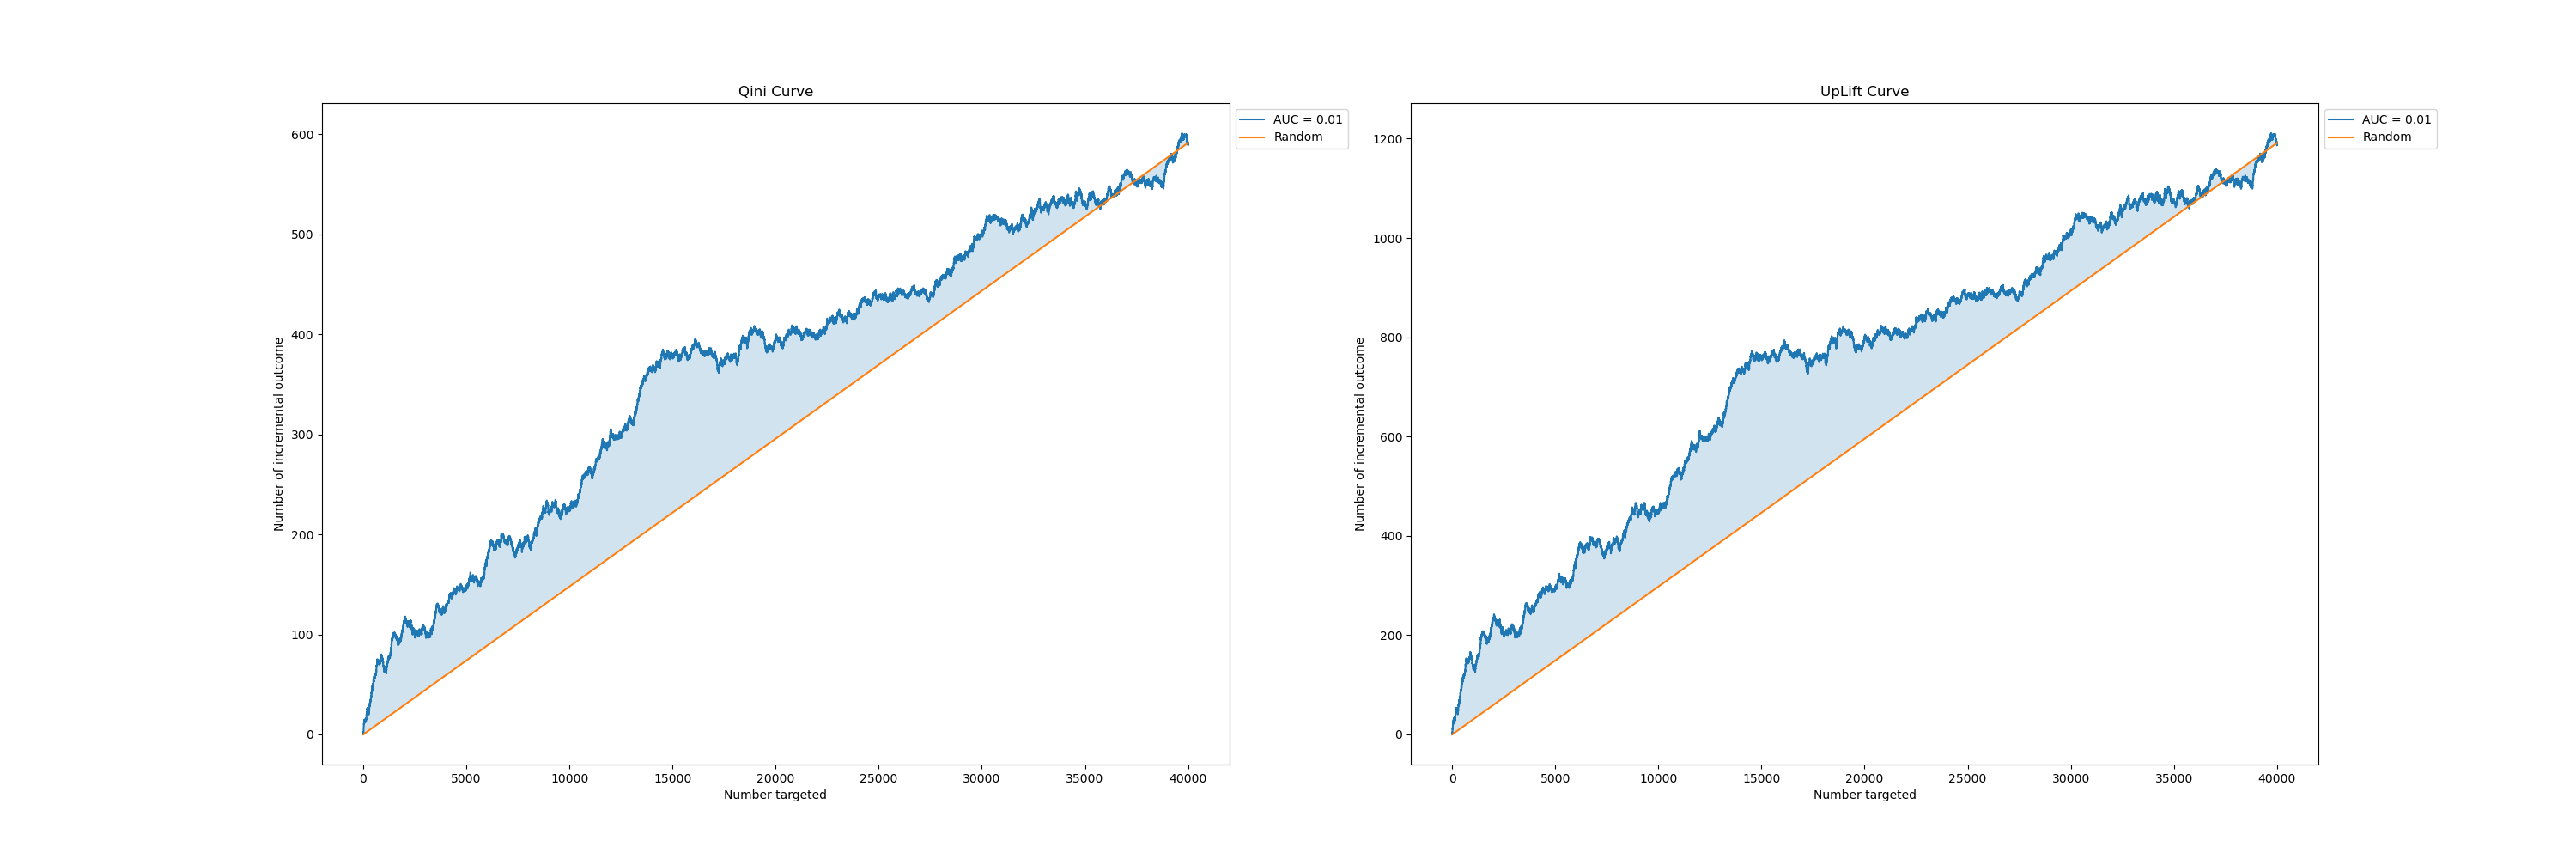 Qini Curve
AUC = 0.01
Random
600
500
400
300
200
100
0
Number of incremental outcome
0 5000 10000 15000 20000 25000 30000 35000 40000
Number targeted
UpLift Curve
AUC = 0.01
Random
1200
1000
800
600
400
200
0
Number of incremental outcome
0 5000 10000 15000 20000 25000 30000 35000 40000
Number targeted